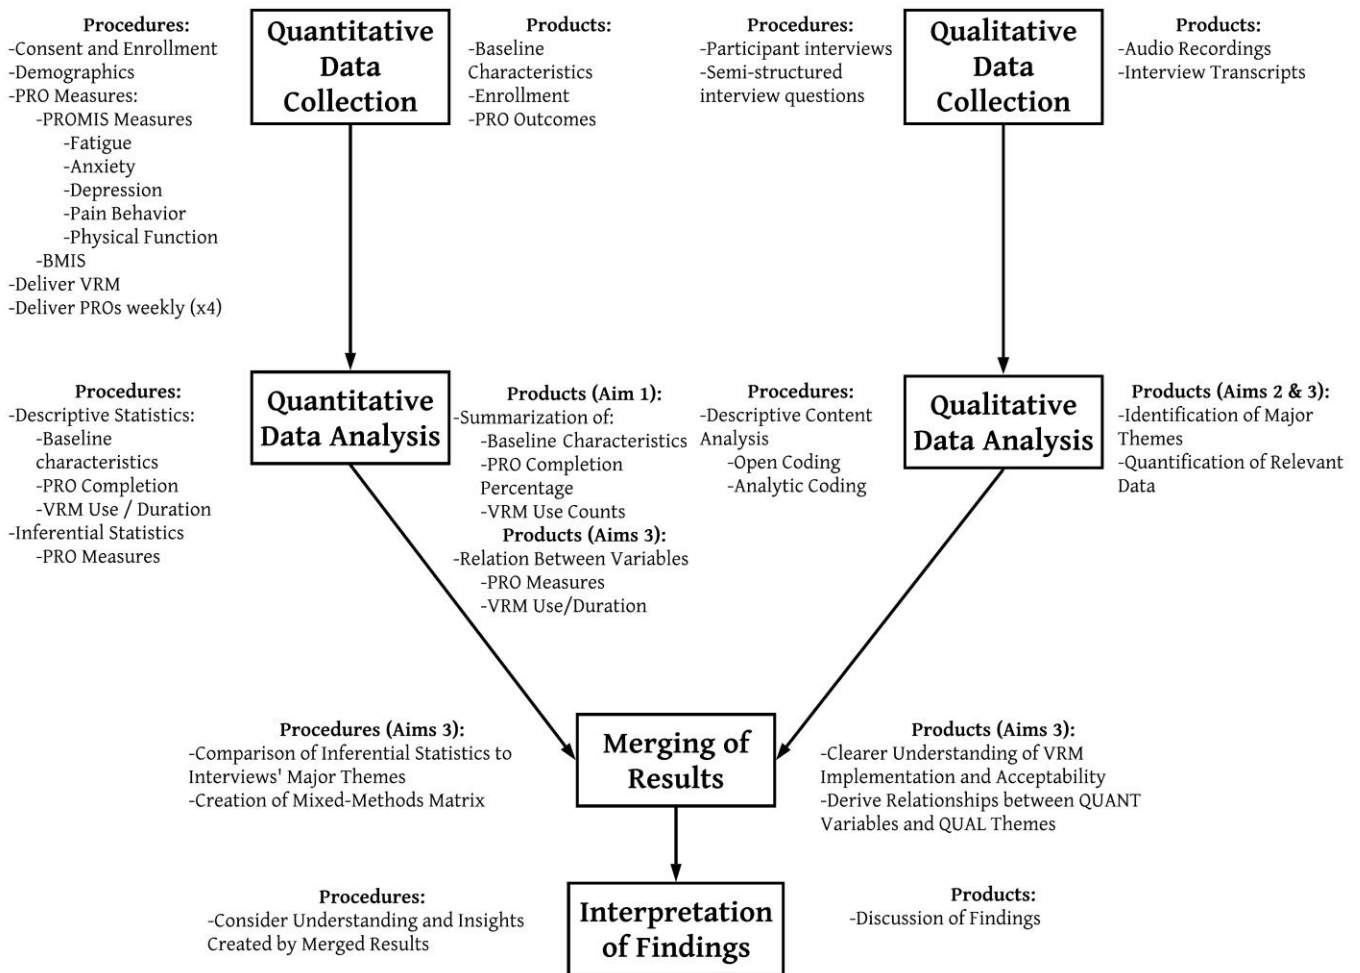 Procedures:
-Consent and Enrollment
-Demographics
-PRO Measures:
-PROMIS Measures
-Fatigue
-Anxiety
-Depression
-Pain Behavior
-Physical Function
-BMIS
-Deliver VRM
-Deliver PROs weekly (x4)
Quantitative
Data
Collection
Products:
-Baseline
Characteristics
-Enrollment
-PRO Outcomes
Procedures:
-Participant interviews
-Semi-structured
interview questions
Qualitative
Data
Collection
Products:
-Audio Recordings
-Interview Transcripts
Procedures:
-Descriptive Statistics:
-Baseline
characteristics
-PRO Completion
-VRM Use / Duration
-Inferential Statistics
-PRO Measures
Quantitative
Data Analysis
Products (Aim 1):
-Summarization of:
-Baseline Characteristics
-PRO Completion
Percentage
-VRM Use Counts
Products (Aims 3):
-Relation Between Variables
-PRO Measures
-VRM Use/Duration
Procedures:
-Descriptive Content
Analysis
-Open Coding
-Analytic Coding
Qualitative
Data Analysis
Products (Aims 2 & 3):
-Identification of Major
Themes
-Quantification of Relevant
Data
Procedures (Aims 3):
-Comparison of Inferential Statistics to
Interviews' Major Themes
-Creation of Mixed-Methods Matrix
Merging of
Results
Products (Aims 3):
-Clearer Understanding of VRM
Implementation and Acceptability
-Derive Relationships between QUANT
Variables and QUAL Themes
Procedures:
-Consider Understanding and Insights
Created by Merged Results
Interpretation
of Findings
Products:
-Discussion of Findings